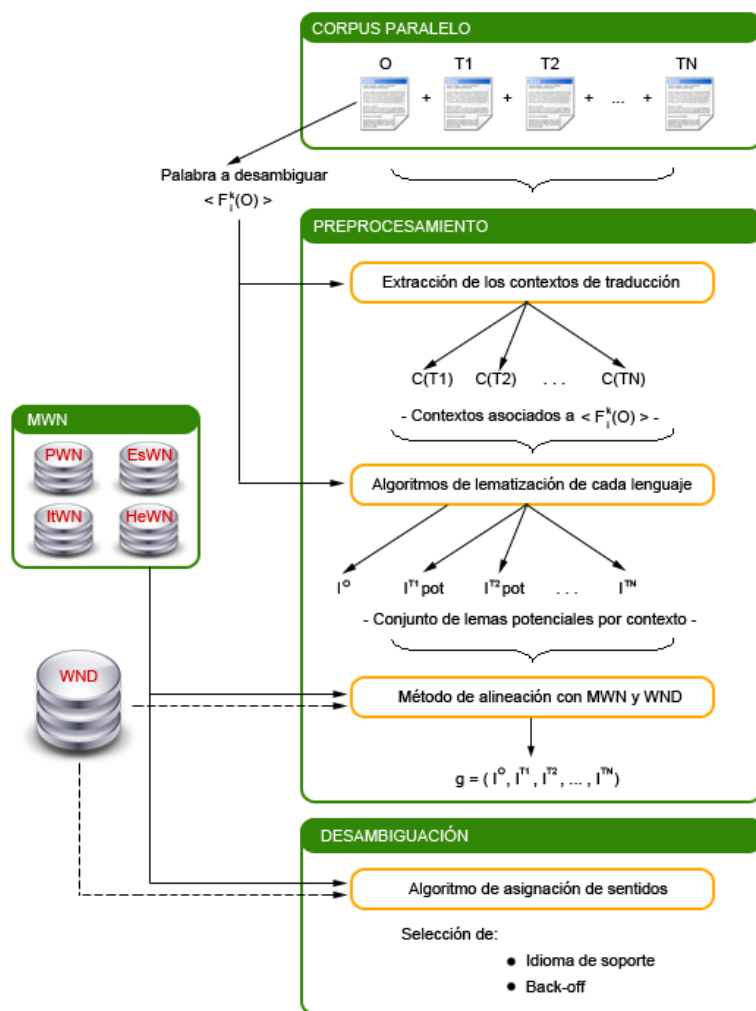 CORPUS PARALELO
O T1 T2 TN
+ + + ... +
Palabra a desambiguar
< F_i^k(O) >
PREPROCESAMIENTO
Extracción de los contextos de traducción
C(T1) C(T2) . . . C(TN)
- Contextos asociados a < F_i^k(O) > -
MWN
PWN EsWN
ItWN HeWN
Algoritmos de lematización de cada lenguaje
l^O l^T1 pot l^T2 pot . . . l^TN
- Conjunto de lemas potenciales por contexto -
WND
Método de alineación con MWN y WND
g = ( l^O, l^T1, l^T2, ... , l^TN)
DESAMBIGUACIÓN
Algoritmo de asignación de sentidos
Selección de:
● Idioma de soporte
● Back-off